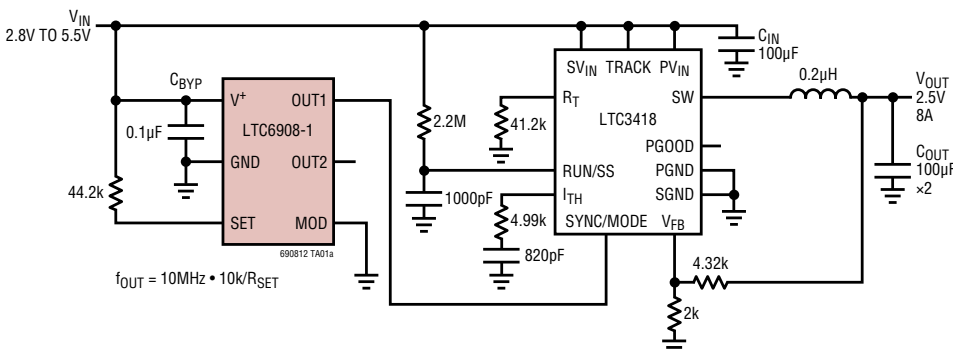 VIN
2.8V TO 5.5V
CBYP
0.1µF
44.2k
V+
OUT1
LTC6908-1
GND
OUT2
SET
MOD
690812 TA01a
fOUT = 10MHz • 10k/RSET
2.2M
1000pF
41.2k
4.99k
820pF
SVIN TRACK PVIN
RT
SW
LTC3418
PGOOD
RUN/SS
PGND
ITH
SGND
SYNC/MODE
VFB
CIN
100µF
0.2µH
VOUT
2.5V
8A
COUT
100µF
×2
4.32k
2k